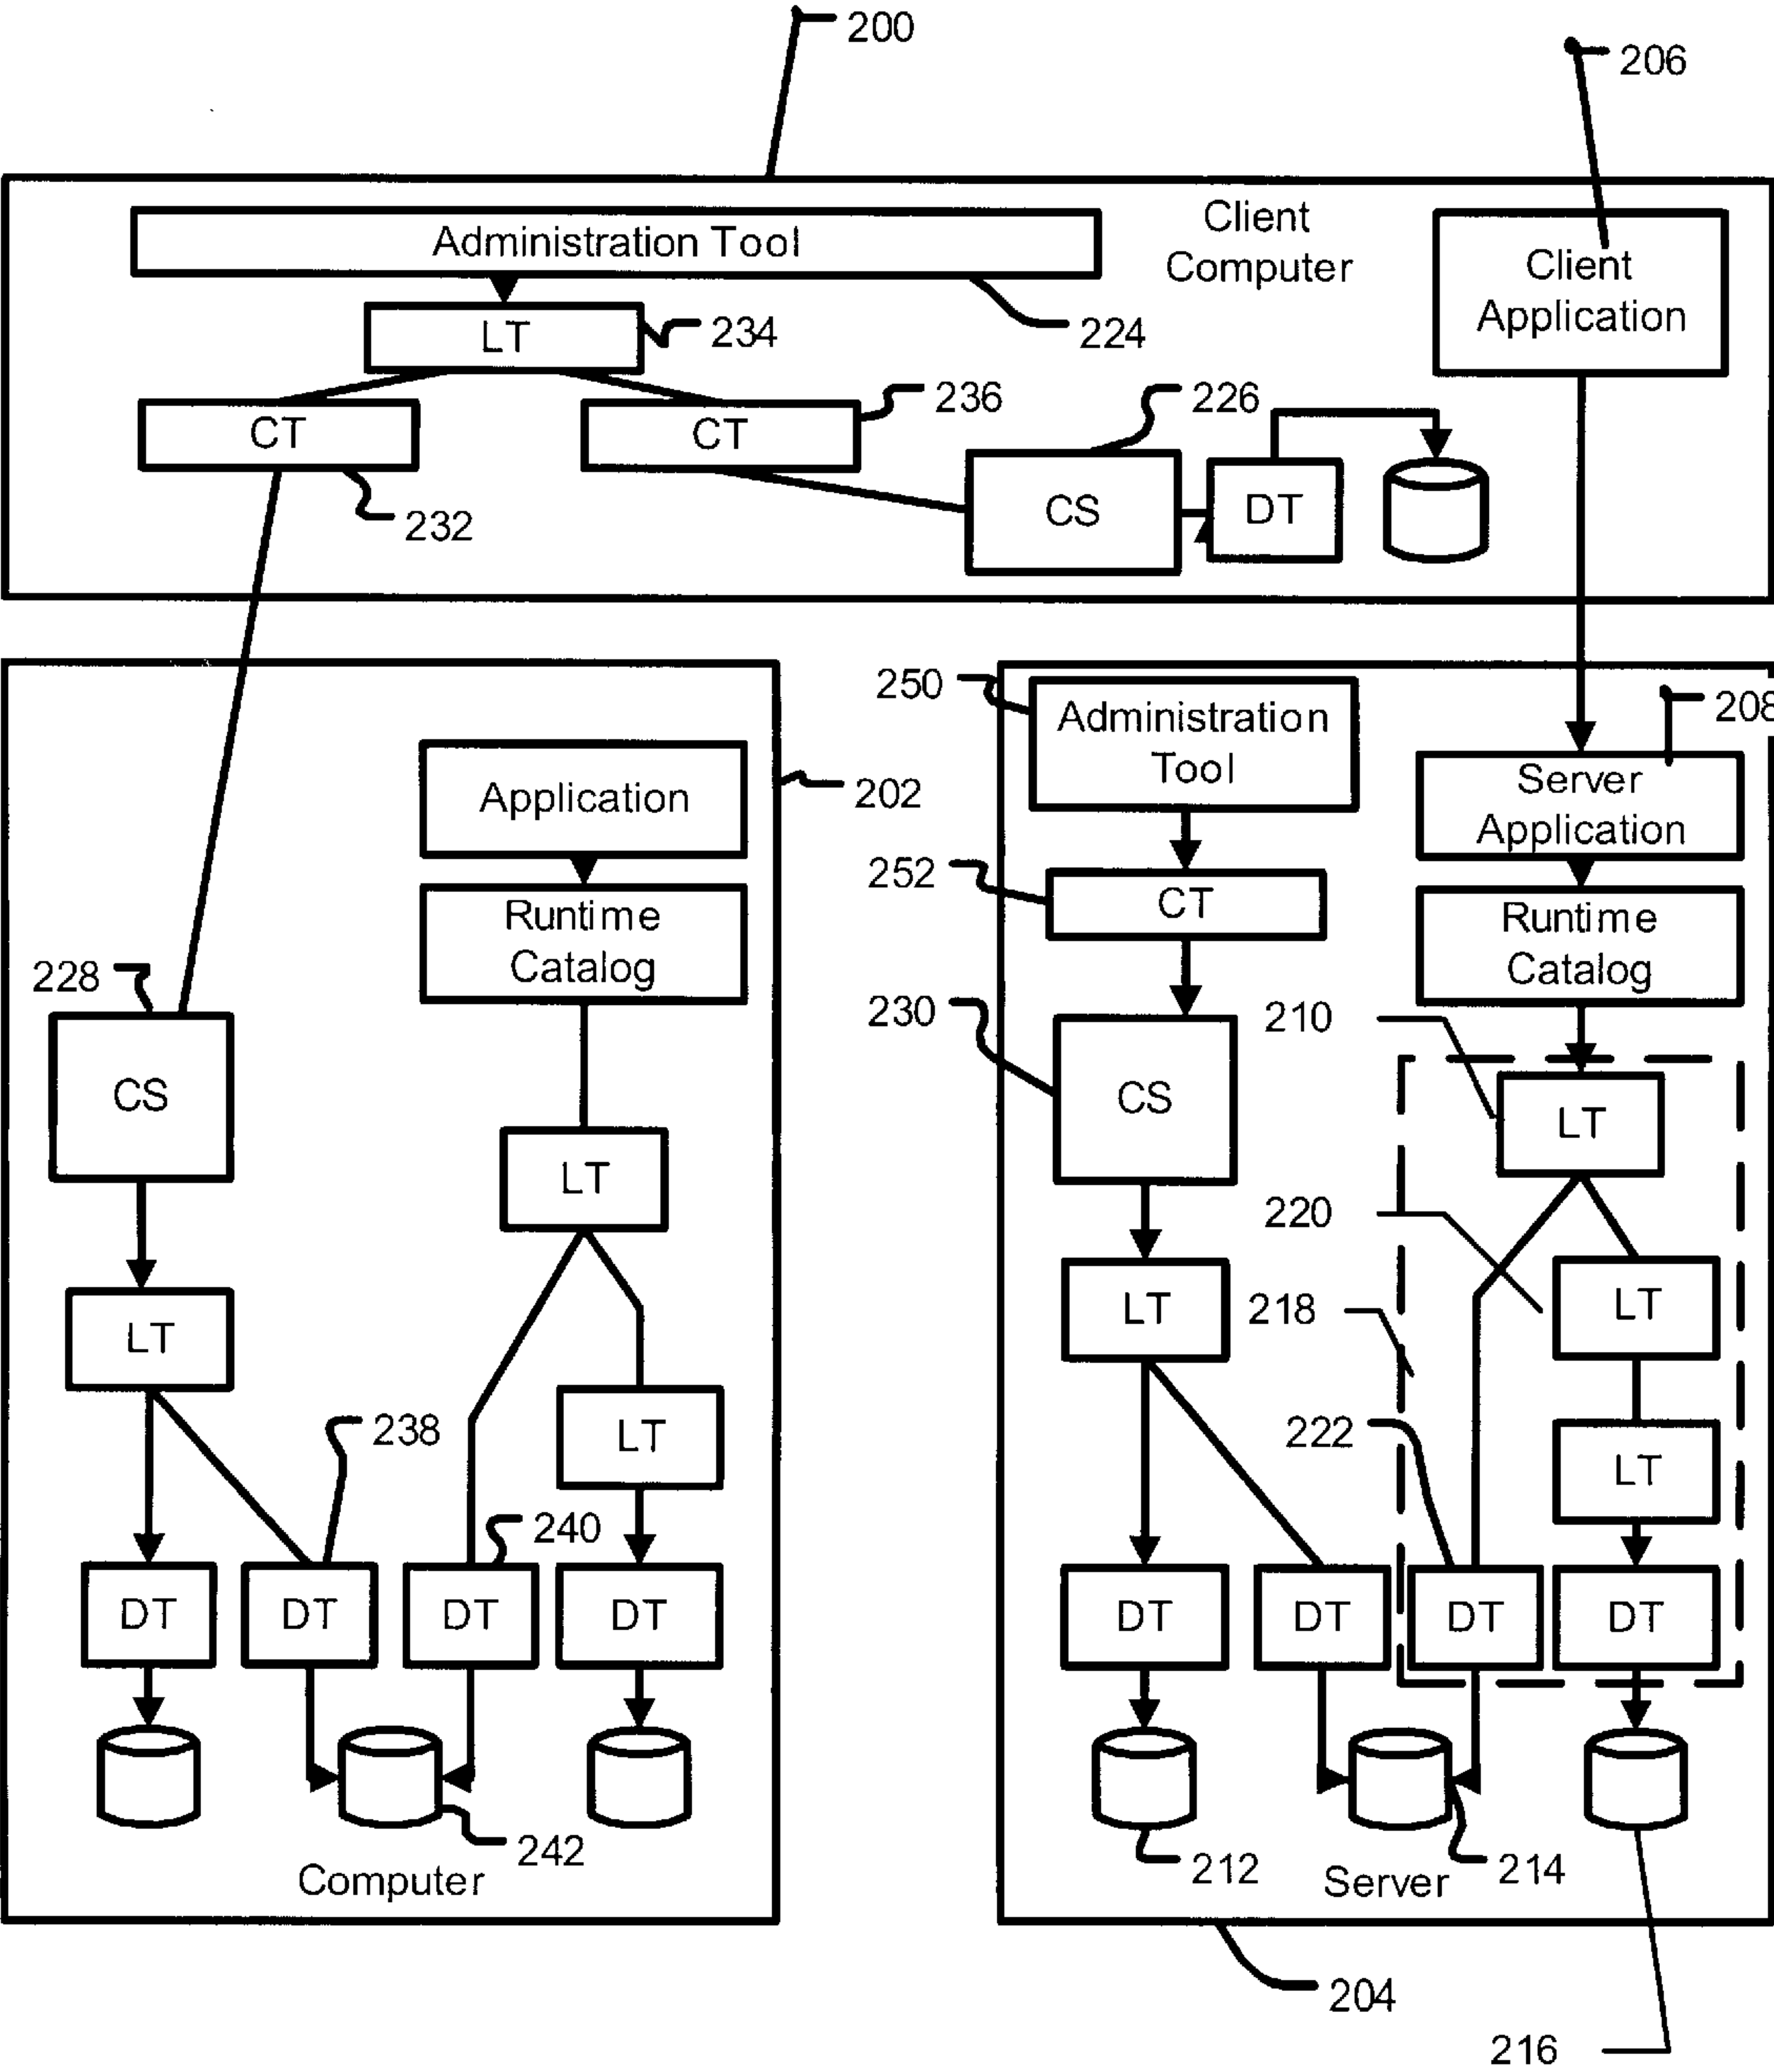 200
206
Client
Computer
Administration Tool
Client
Application
LT
234
224
CT
CT
236
226
232
CS
DT
250
Administration
Tool
208
Application
202
Server
Application
252
CT
Runtime
Catalog
Runtime
Catalog
228
230
210
CS
CS
LT
LT
220
LT
LT
218
LT
238
222
LT
LT
240
DT
DT
DT
DT
DT
DT
DT
DT
242
212
214
Computer
Server
204
216